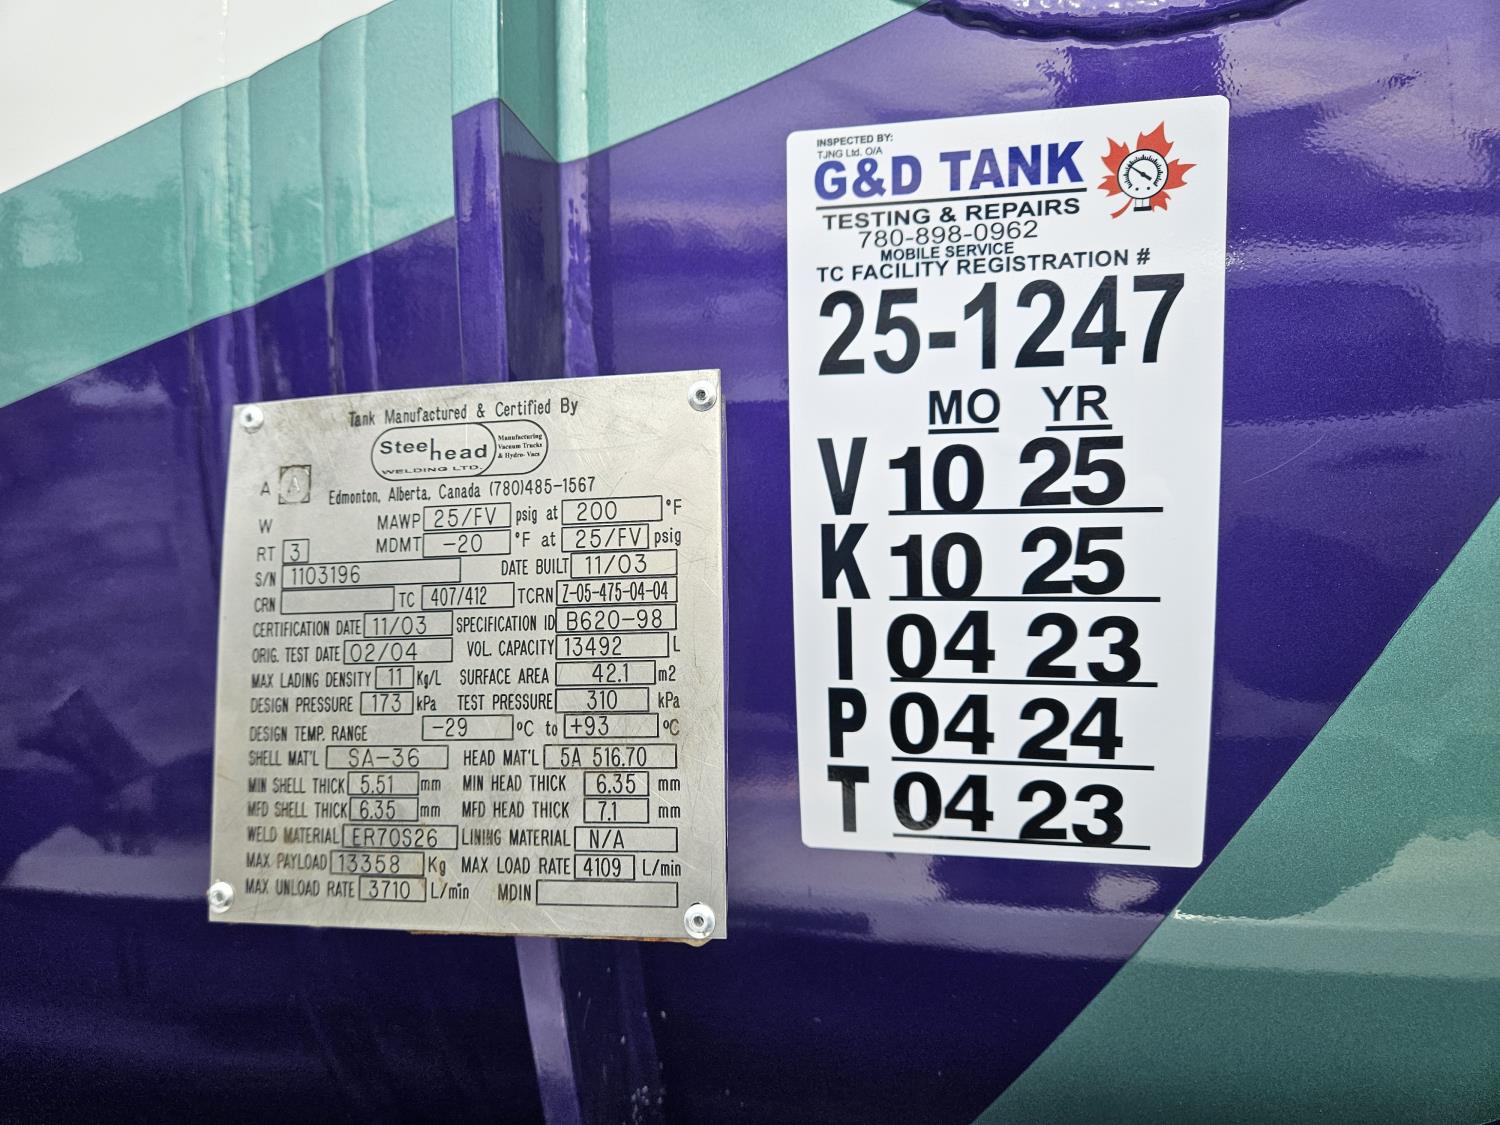 Tank Manufactured & Certified By
Steelhead
WELDING LTD.
Manufacturing
Vacuum Trucks
& Hydro-Vacs
A A
Edmonton, Alberta, Canada (780)485-1567
W MAWP 25/FV psig at 200 °F
RT 3 MDMT -20 °F at 25/FV psig
S/N 1103196 DATE BUILT 11/03
CRN TC 407/412 TCRN Z-05-475-04-04
CERTIFICATION DATE 11/03 SPECIFICATION ID B620-98
ORIG. TEST DATE 02/04 VOL. CAPACITY 13492 L
MAX LADING DENSITY 11 Kg/L SURFACE AREA 42.1 m2
DESIGN PRESSURE 173 kPa TEST PRESSURE 310 kPa
DESIGN TEMP. RANGE -29 °C to +93 °C
SHELL MAT'L SA-36 HEAD MAT'L 5A 516.70
MIN SHELL THICK 5.51 mm MIN HEAD THICK 6.35 mm
MFD SHELL THICK 6.35 mm MFD HEAD THICK 7.1 mm
WELD MATERIAL ER70S26 LINING MATERIAL N/A
MAX PAYLOAD 13358 Kg MAX LOAD RATE 4109 L/min
MAX UNLOAD RATE 3710 L/min MDIN
INSPECTED BY:
TJNG Ltd. O/A
G&D TANK
TESTING & REPAIRS
780-898-0962
MOBILE SERVICE
TC FACILITY REGISTRATION #
25-1247
MO YR
V 10 25
K 10 25
I 04 23
P 04 24
T 04 23